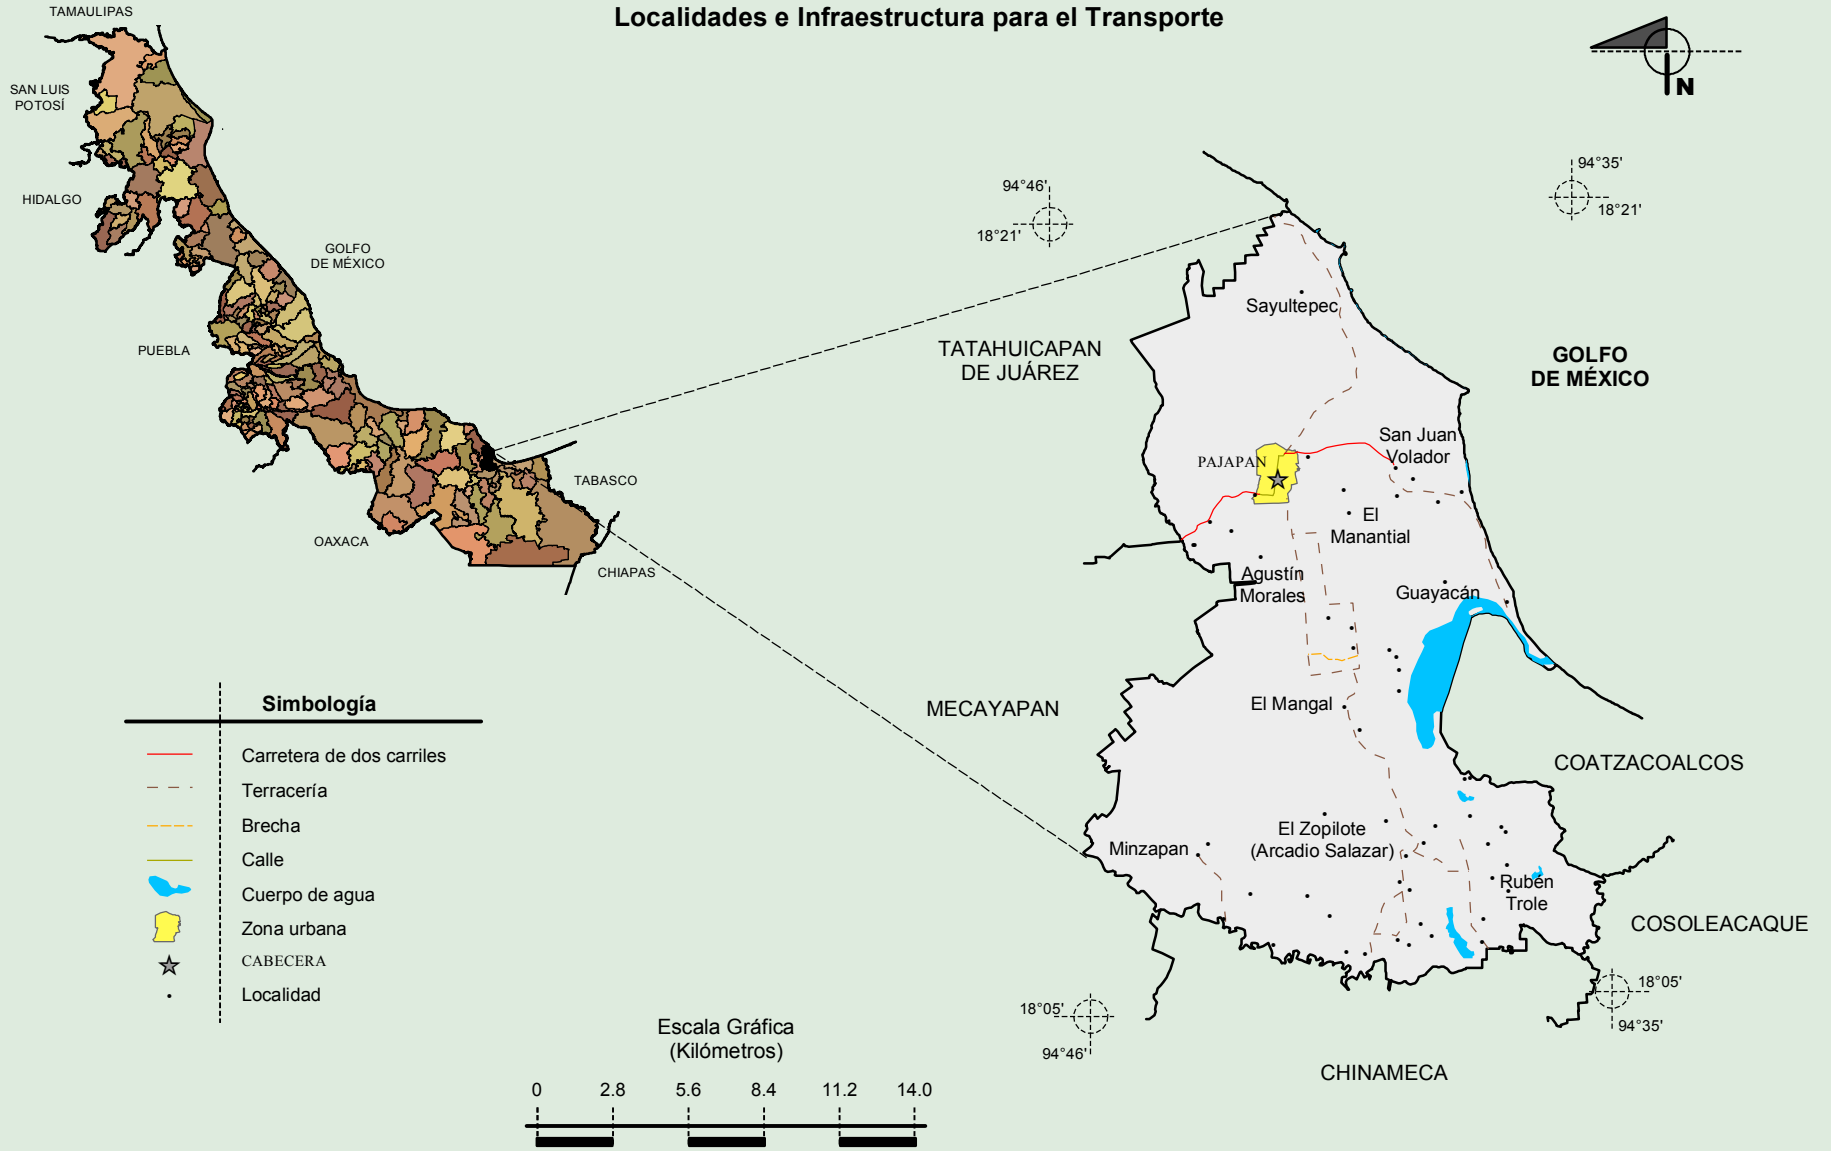 Localidades e Infraestructura para el Transporte
TAMAULIPAS
SAN LUIS
POTOSÍ
HIDALGO
GOLFO
DE MÉXICO
PUEBLA
TABASCO
OAXACA
CHIAPAS
N
94°46'
18°21'
94°35'
18°21'
Sayultepec
TATAHUICAPAN
DE JUÁREZ
GOLFO
DE MÉXICO
San Juan
Volador
PAJAPAN
El
Manantial
Agustín
Morales
Guayacán
El Mangal
MECAYAPAN
COATZACOALCOS
Minzapan
El Zopilote
(Arcadio Salazar)
Rubén
Trole
COSOLEACAQUE
18°05'
94°46'
18°05'
94°35'
CHINAMECA
Simbología
Carretera de dos carriles
Terracería
Brecha
Calle
Cuerpo de agua
Zona urbana
CABECERA
Localidad
Escala Gráfica
(Kilómetros)
0 2.8 5.6 8.4 11.2 14.0